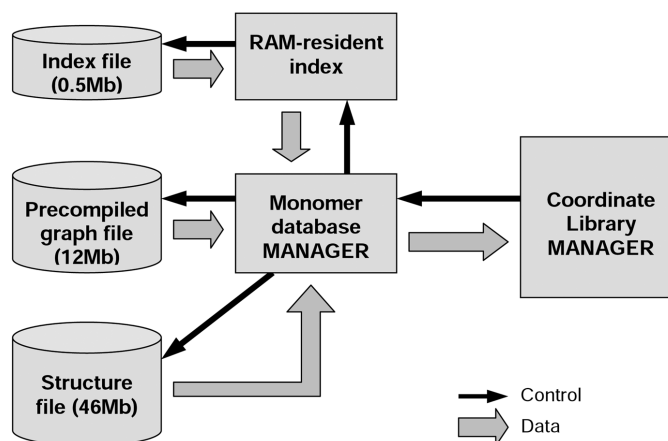 Index file
(0.5Mb)
RAM-resident
index
Precompiled
graph file
(12Mb)
Monomer
database
MANAGER
Coordinate
Library
MANAGER
Structure
file (46Mb)
Control
Data